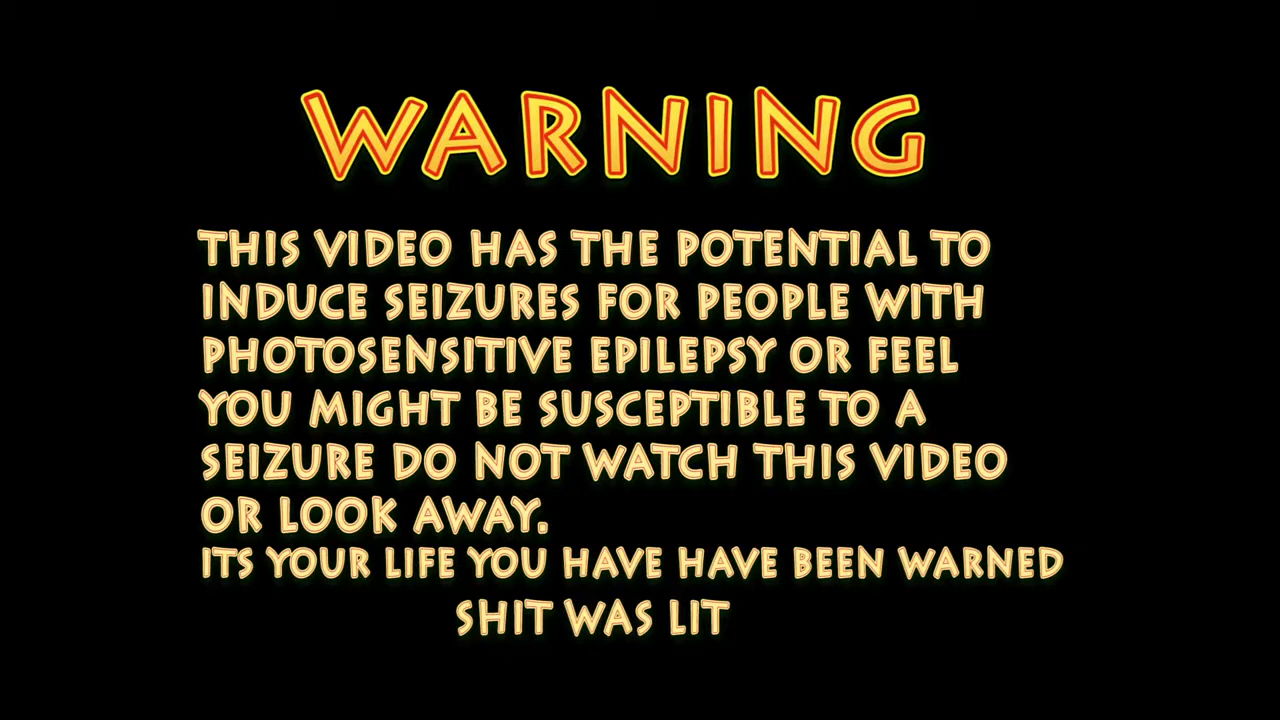 WARNING
THIS VIDEO HAS THE POTENTIAL TO
INDUCE SEIZURES FOR PEOPLE WITH
PHOTOSENSITIVE EPILEPSY OR FEEL
YOU MIGHT BE SUSCEPTIBLE TO A
SEIZURE DO NOT WATCH THIS VIDEO
OR LOOK AWAY.
ITS YOUR LIFE YOU HAVE HAVE BEEN WARNED
SHIT WAS LIT